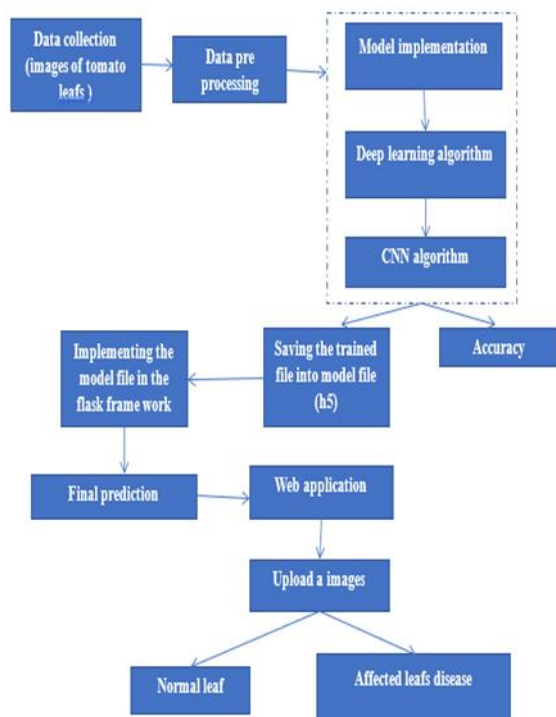 Data collection
(images of tomato
leafs )
Data pre
processing
Model implementation
Deep learning algorithm
CNN algorithm
Implementing the
model file in the
flask frame work
Saving the trained
file into model file
(h5)
Accuracy
Final prediction
Web application
Upload a images
Normal leaf
Affected leafs disease